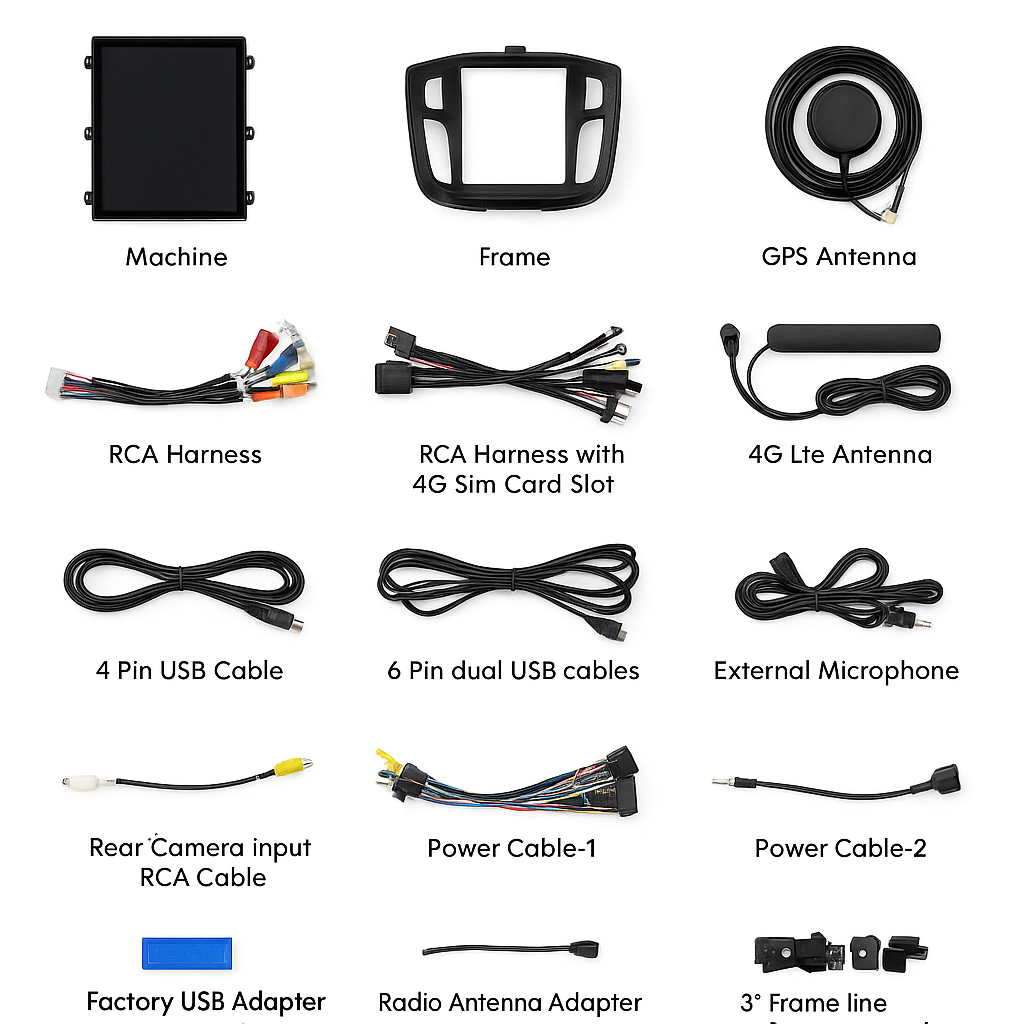 Machine
Frame
GPS Antenna
RCA Harness
RCA Harness with
4G Sim Card Slot
4G Lte Antenna
4 Pin USB Cable
6 Pin dual USB cables
External Microphone
Rear Camera input
RCA Cable
Power Cable-1
Power Cable-2
Factory USB Adapter
Radio Antenna Adapter
3° Frame line